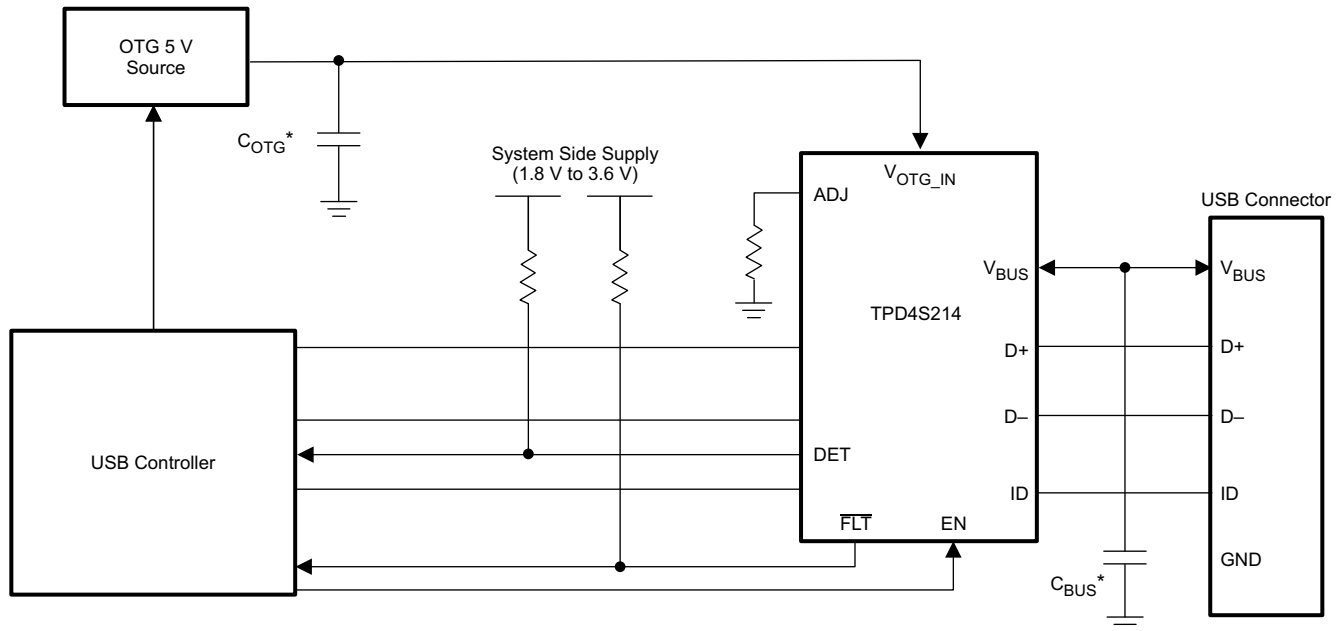 OTG 5 V
Source
C_OTG*
System Side Supply
(1.8 V to 3.6 V)
V_OTG_IN
ADJ
USB Connector
V_BUS
V_BUS
TPD4S214
D+
D+
D–
D–
USB Controller
DET
ID
ID
F̅L̅T̅
EN
GND
C_BUS*